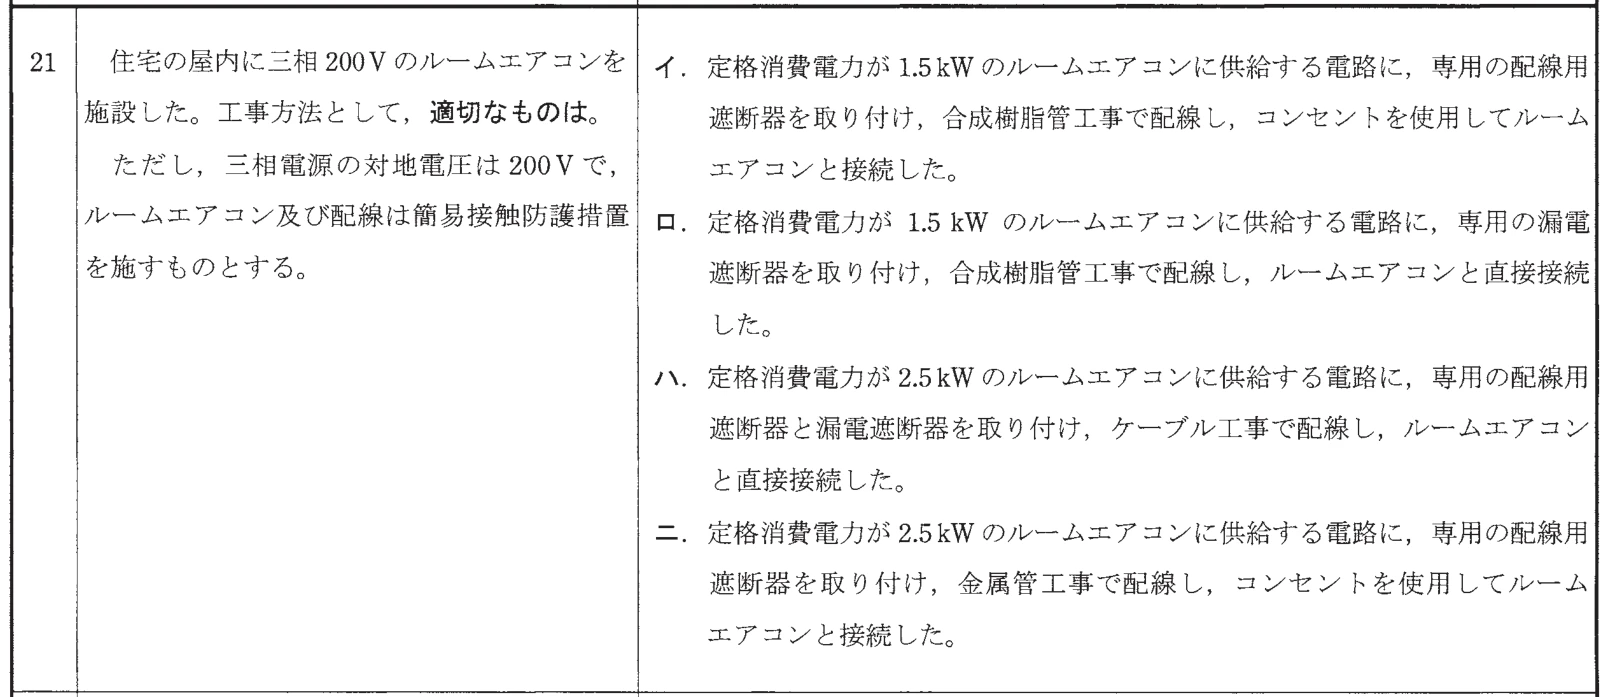 21
住宅の屋内に三相 200 V のルームエアコンを
施設した。工事方法として，適切なものは。
ただし，三相電源の対地電圧は 200 V で，
ルームエアコン及び配線は簡易接触防護措置
を施すものとする。
イ．定格消費電力が 1.5 kW のルームエアコンに供給する電路に，専用の配線用
遮断器を取り付け，合成樹脂管工事で配線し，コンセントを使用してルーム
エアコンと接続した。
ロ．定格消費電力が 1.5 kW のルームエアコンに供給する電路に，専用の漏電
遮断器を取り付け，合成樹脂管工事で配線し，ルームエアコンと直接接続
した。
ハ．定格消費電力が 2.5 kW のルームエアコンに供給する電路に，専用の配線用
遮断器と漏電遮断器を取り付け，ケーブル工事で配線し，ルームエアコン
と直接接続した。
ニ．定格消費電力が 2.5 kW のルームエアコンに供給する電路に，専用の配線用
遮断器を取り付け，金属管工事で配線し，コンセントを使用してルーム
エアコンと接続した。